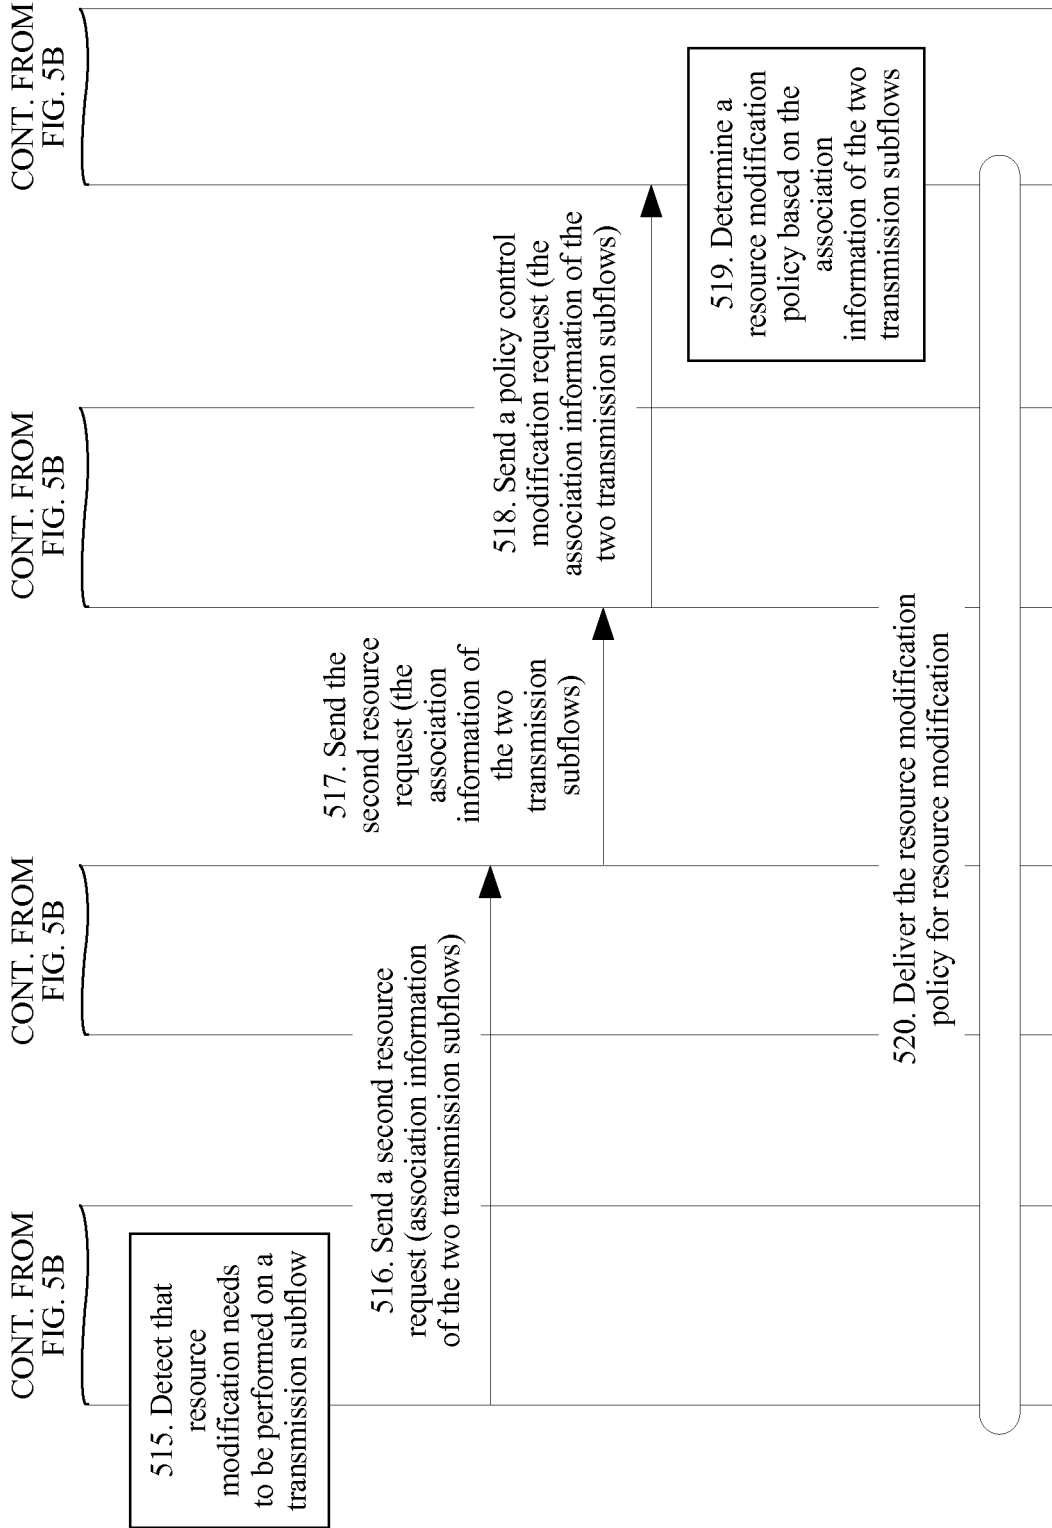 CONT. FROM
FIG. 5B
CONT. FROM
FIG. 5B
CONT. FROM
FIG. 5B
CONT. FROM
FIG. 5B
515. Detect that
resource
modification needs
to be performed on a
transmission subflow
516. Send a second resource
request (association information
of the two transmission subflows)
517. Send the
second resource
request (the
association
information of
the two
transmission
subflows)
518. Send a policy control
modification request (the
association information of the
two transmission subflows)
519. Determine a
resource modification
policy based on the
association
information of the two
transmission subflows
520. Deliver the resource modification
policy for resource modification